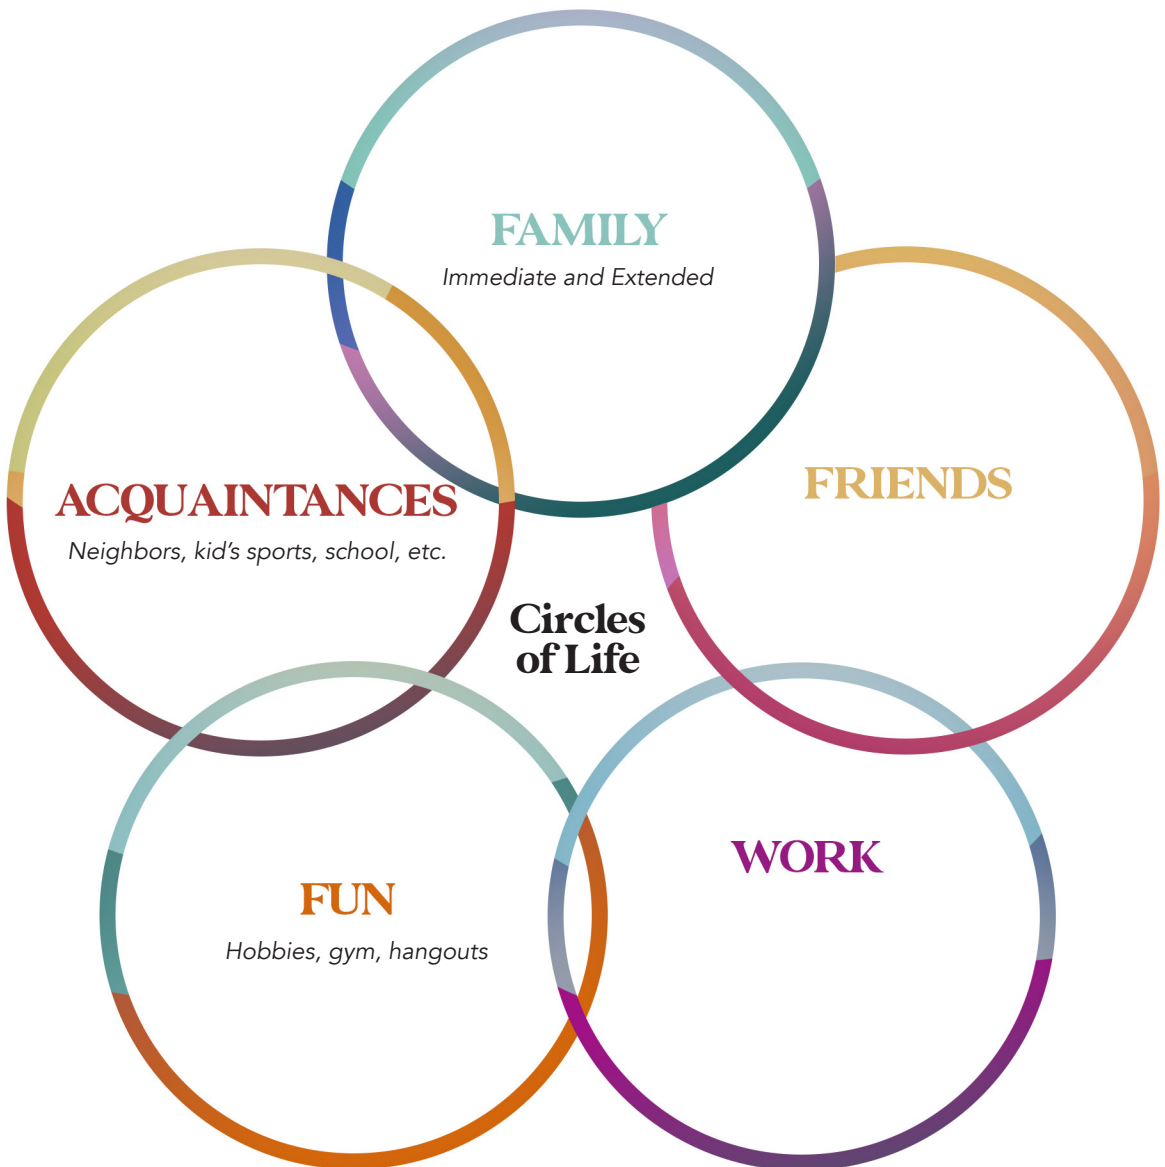 FAMILY
Immediate and Extended
FRIENDS
ACQUAINTANCES
Neighbors, kid's sports, school, etc.
Circles
of Life
WORK
FUN
Hobbies, gym, hangouts